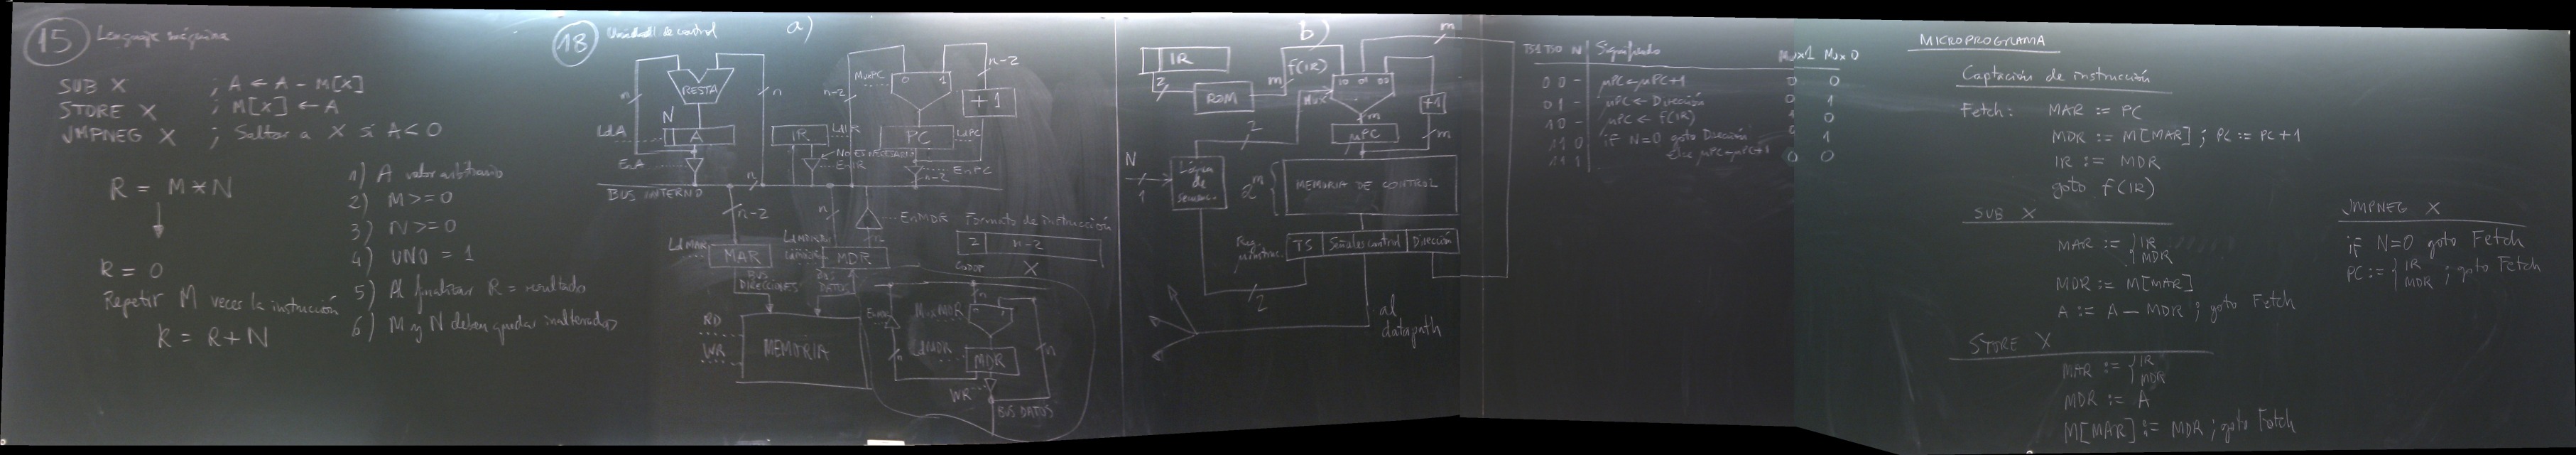 15 Lenguaje máquina
SUB X ; A ← A - M[X]
STORE X ; M[X] ← A
JMPNEG X ; Saltar a X si A<0
R = M * N
R = 0
Repetir M veces la instrucción
R = R+N
1) A valor arbitrario
2) M >= 0
3) N >= 0
4) UNO = 1
5) Al finalizar R = resultado
6) M y N deben quedar inalterados
18 Unidad de control a)
RESTA
n
n
N
LdA
A
EnA
IR
LdIR
No es necesario
EnIR
MuxPC
0 1
n-2
n-2
+1
PC
LdPC
EnPC
n-2
BUS INTERNO
n
n-2
n
n
EnMDR
LdMAR
MAR
MDR
BUS DIRECCIONES
BUS DATOS
RD
WR
MEMORIA
Formato de instrucción
2 n-2
CODOP X
n
MuxMDR
LdMDR
MDR
n
n
WR
BUS DATOS
b)
IR
2
ROM
m
f(IR)
Mux
10 01 00
m
+1
m
μPC
m
N
1
2
Lógica de secuenc.
2^m
MEMORIA DE CONTROL
Reg. microinstruc.
TS Señales control Dirección
2
al datapath
TS1 TS0 N Significado Mux1 Mux0
0 0 - μPC ← μPC+1 0 0
0 1 - μPC ← Dirección 0 1
1 0 - μPC ← f(IR) 1 0
1 1 0 if N=0 goto Dirección 0 1
1 1 1 else μPC ← μPC+1 0 0
MICROPROGRAMA
Captación de instrucción
Fetch: MAR := PC
MDR := M[MAR] ; PC := PC+1
IR := MDR
goto f(IR)
SUB X
MAR := { IR
MDR
MDR := M[MAR]
A := A - MDR ; goto Fetch
STORE X
MAR := { IR
MDR
MDR := A
M[MAR] := MDR ; goto Fetch
JMPNEG X
if N=0 goto Fetch
PC := { IR
MDR ; goto Fetch